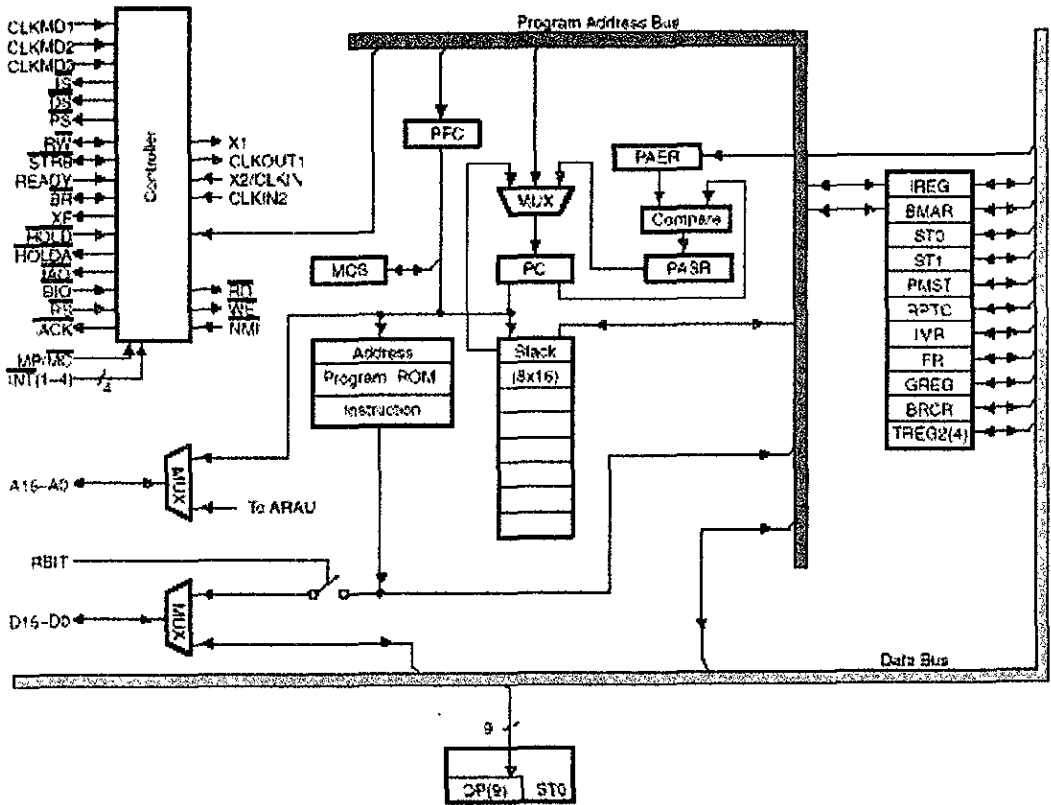 Program Address Bus
CLKMD1
CLKMD2
CLKMD3
IS
DS
PS
RW
STRB
READY
BR
XF
HOLD
HOLDA
IAQ
BIO
RS
IACK
MP/MC
INT(1–4)
4
Controller
X1
CLKOUT1
X2/CLKIN
CLKIN2
RD
WE
NMI
PFC
MCS
MUX
PC
PAER
Compare
PASR
Address
Program ROM
Instruction
Stack
(8x16)
IREG
BMAR
ST0
ST1
PMST
RPTC
IVR
FR
GREG
BRCR
TREG2(4)
A15–A0
MUX
To ARAU
RBIT
D15–D0
MUX
Data Bus
9
DP(9)
ST0